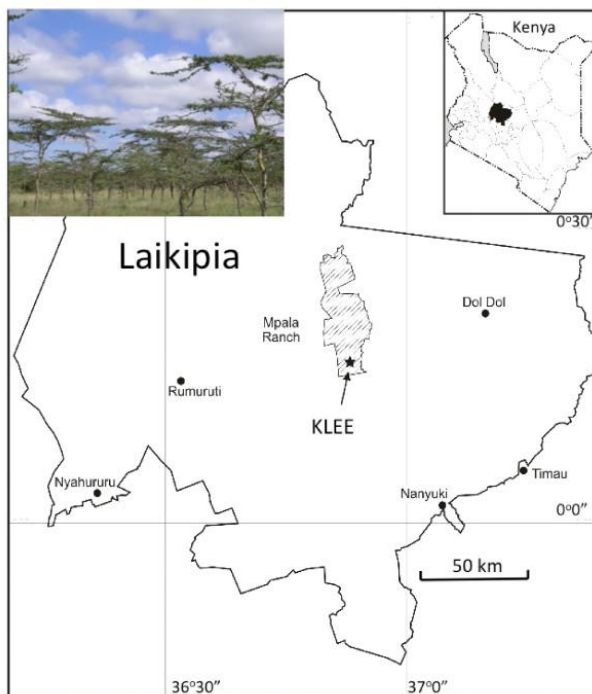 Kenya
0°30"
Laikipia
Dol Dol
Mpala
Ranch
Rumuruti
KLEE
Timau
Nyahururu
Nanyuki
0°0"
50 km
36°30"
37°0"